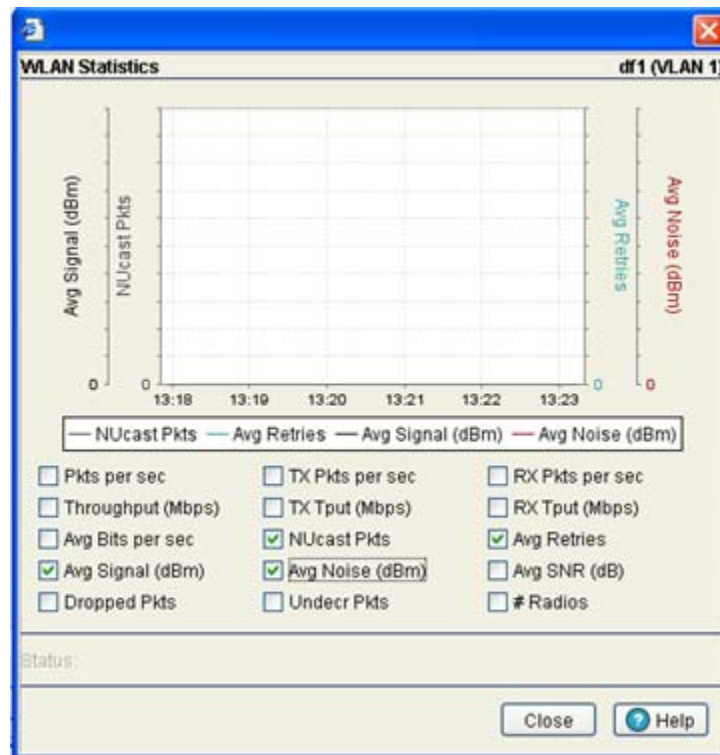 WLAN Statistics df1 (VLAN 1)
Avg Signal (dBm)
NUcast Pkts
Avg Retries
Avg Noise (dBm)
0 0 0 0
13:18 13:19 13:20 13:21 13:22 13:23
NUcast Pkts Avg Retries Avg Signal (dBm) Avg Noise (dBm)
Pkts per sec TX Pkts per sec RX Pkts per sec
Throughput (Mbps) TX Tput (Mbps) RX Tput (Mbps)
Avg Bits per sec NUcast Pkts Avg Retries
Avg Signal (dBm) Avg Noise (dBm) Avg SNR (dB)
Dropped Pkts Undecr Pkts # Radios
Status:
Close ? Help